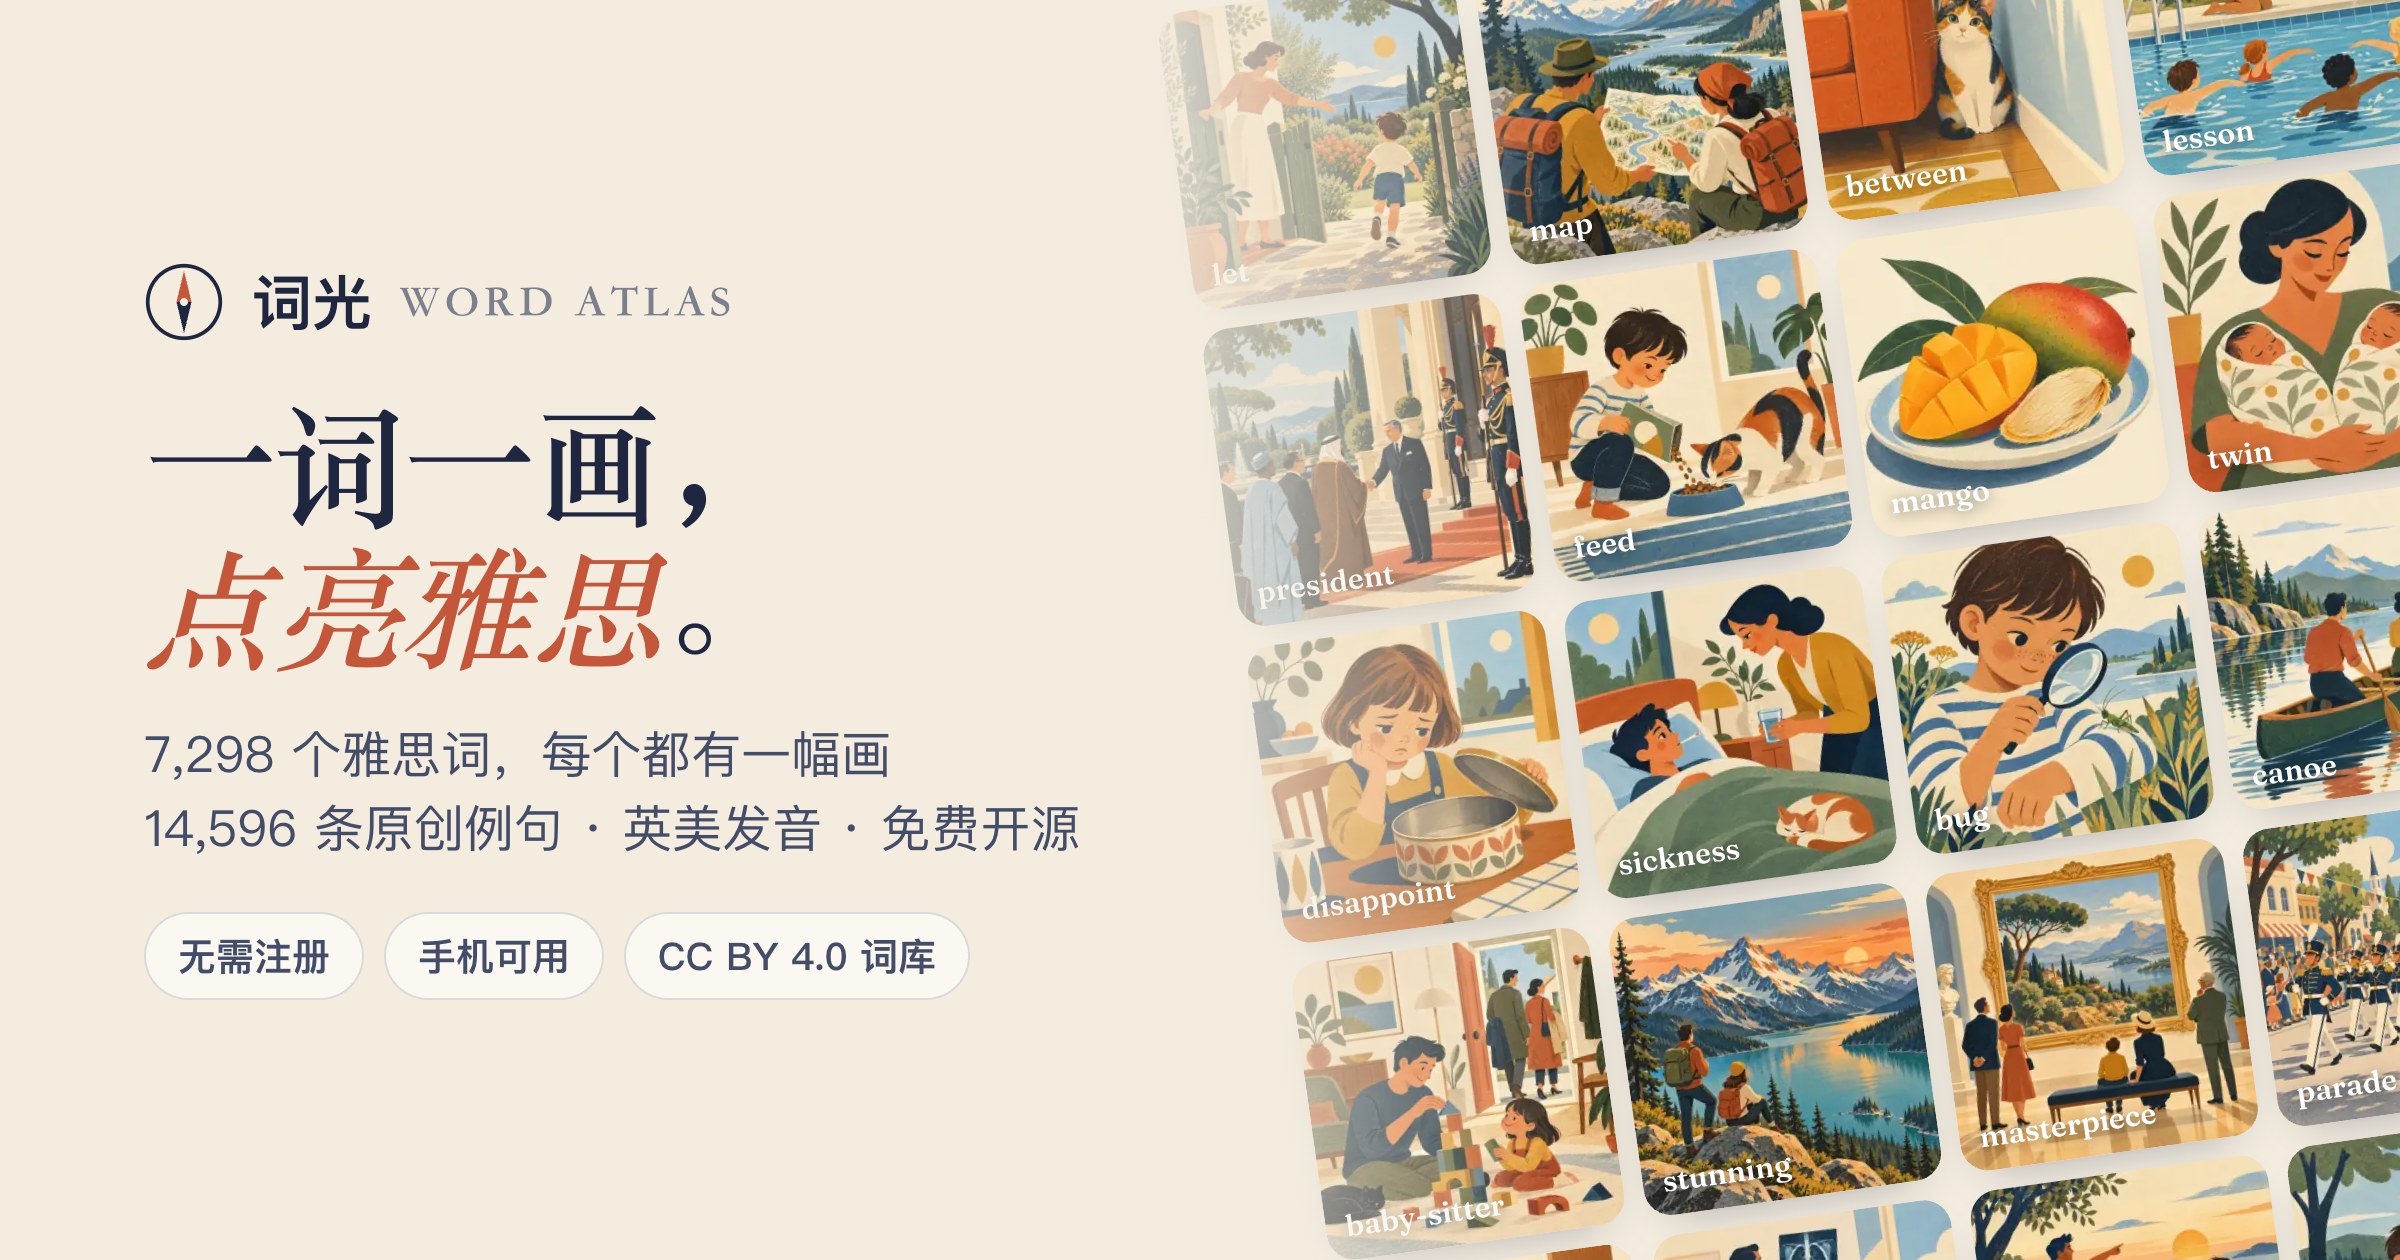 词光 WORD ATLAS
一词一画，
点亮雅思。
7,298 个雅思词，每个都有一幅画
14,596 条原创例句 · 英美发音 · 免费开源
无需注册
手机可用
CC BY 4.0 词库
let
map
between
lesson
president
feed
mango
twin
disappoint
sickness
bug
canoe
baby-sitter
stunning
masterpiece
parade